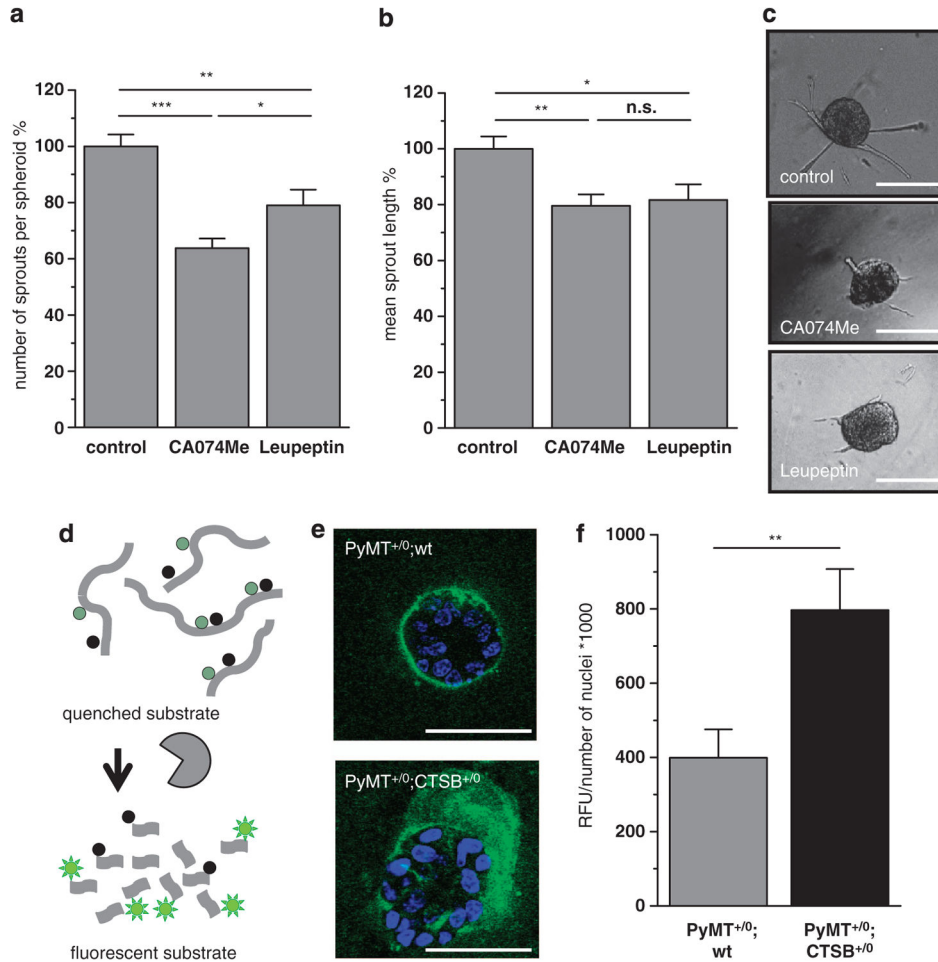 a
number of sprouts per spheroid %
120
100
80
60
40
20
0
**
***
*
control
CA074Me
Leupeptin
b
mean sprout length %
120
100
80
60
40
20
0
*
**
n.s.
control
CA074Me
Leupeptin
c
control
CA074Me
Leupeptin
d
quenched substrate
fluorescent substrate
e
PyMT+/0;wt
PyMT+/0;CTSB+/0
f
RFU/number of nuclei *1000
1000
800
600
400
200
0
**
PyMT+/0;
wt
PyMT+/0;
CTSB+/0